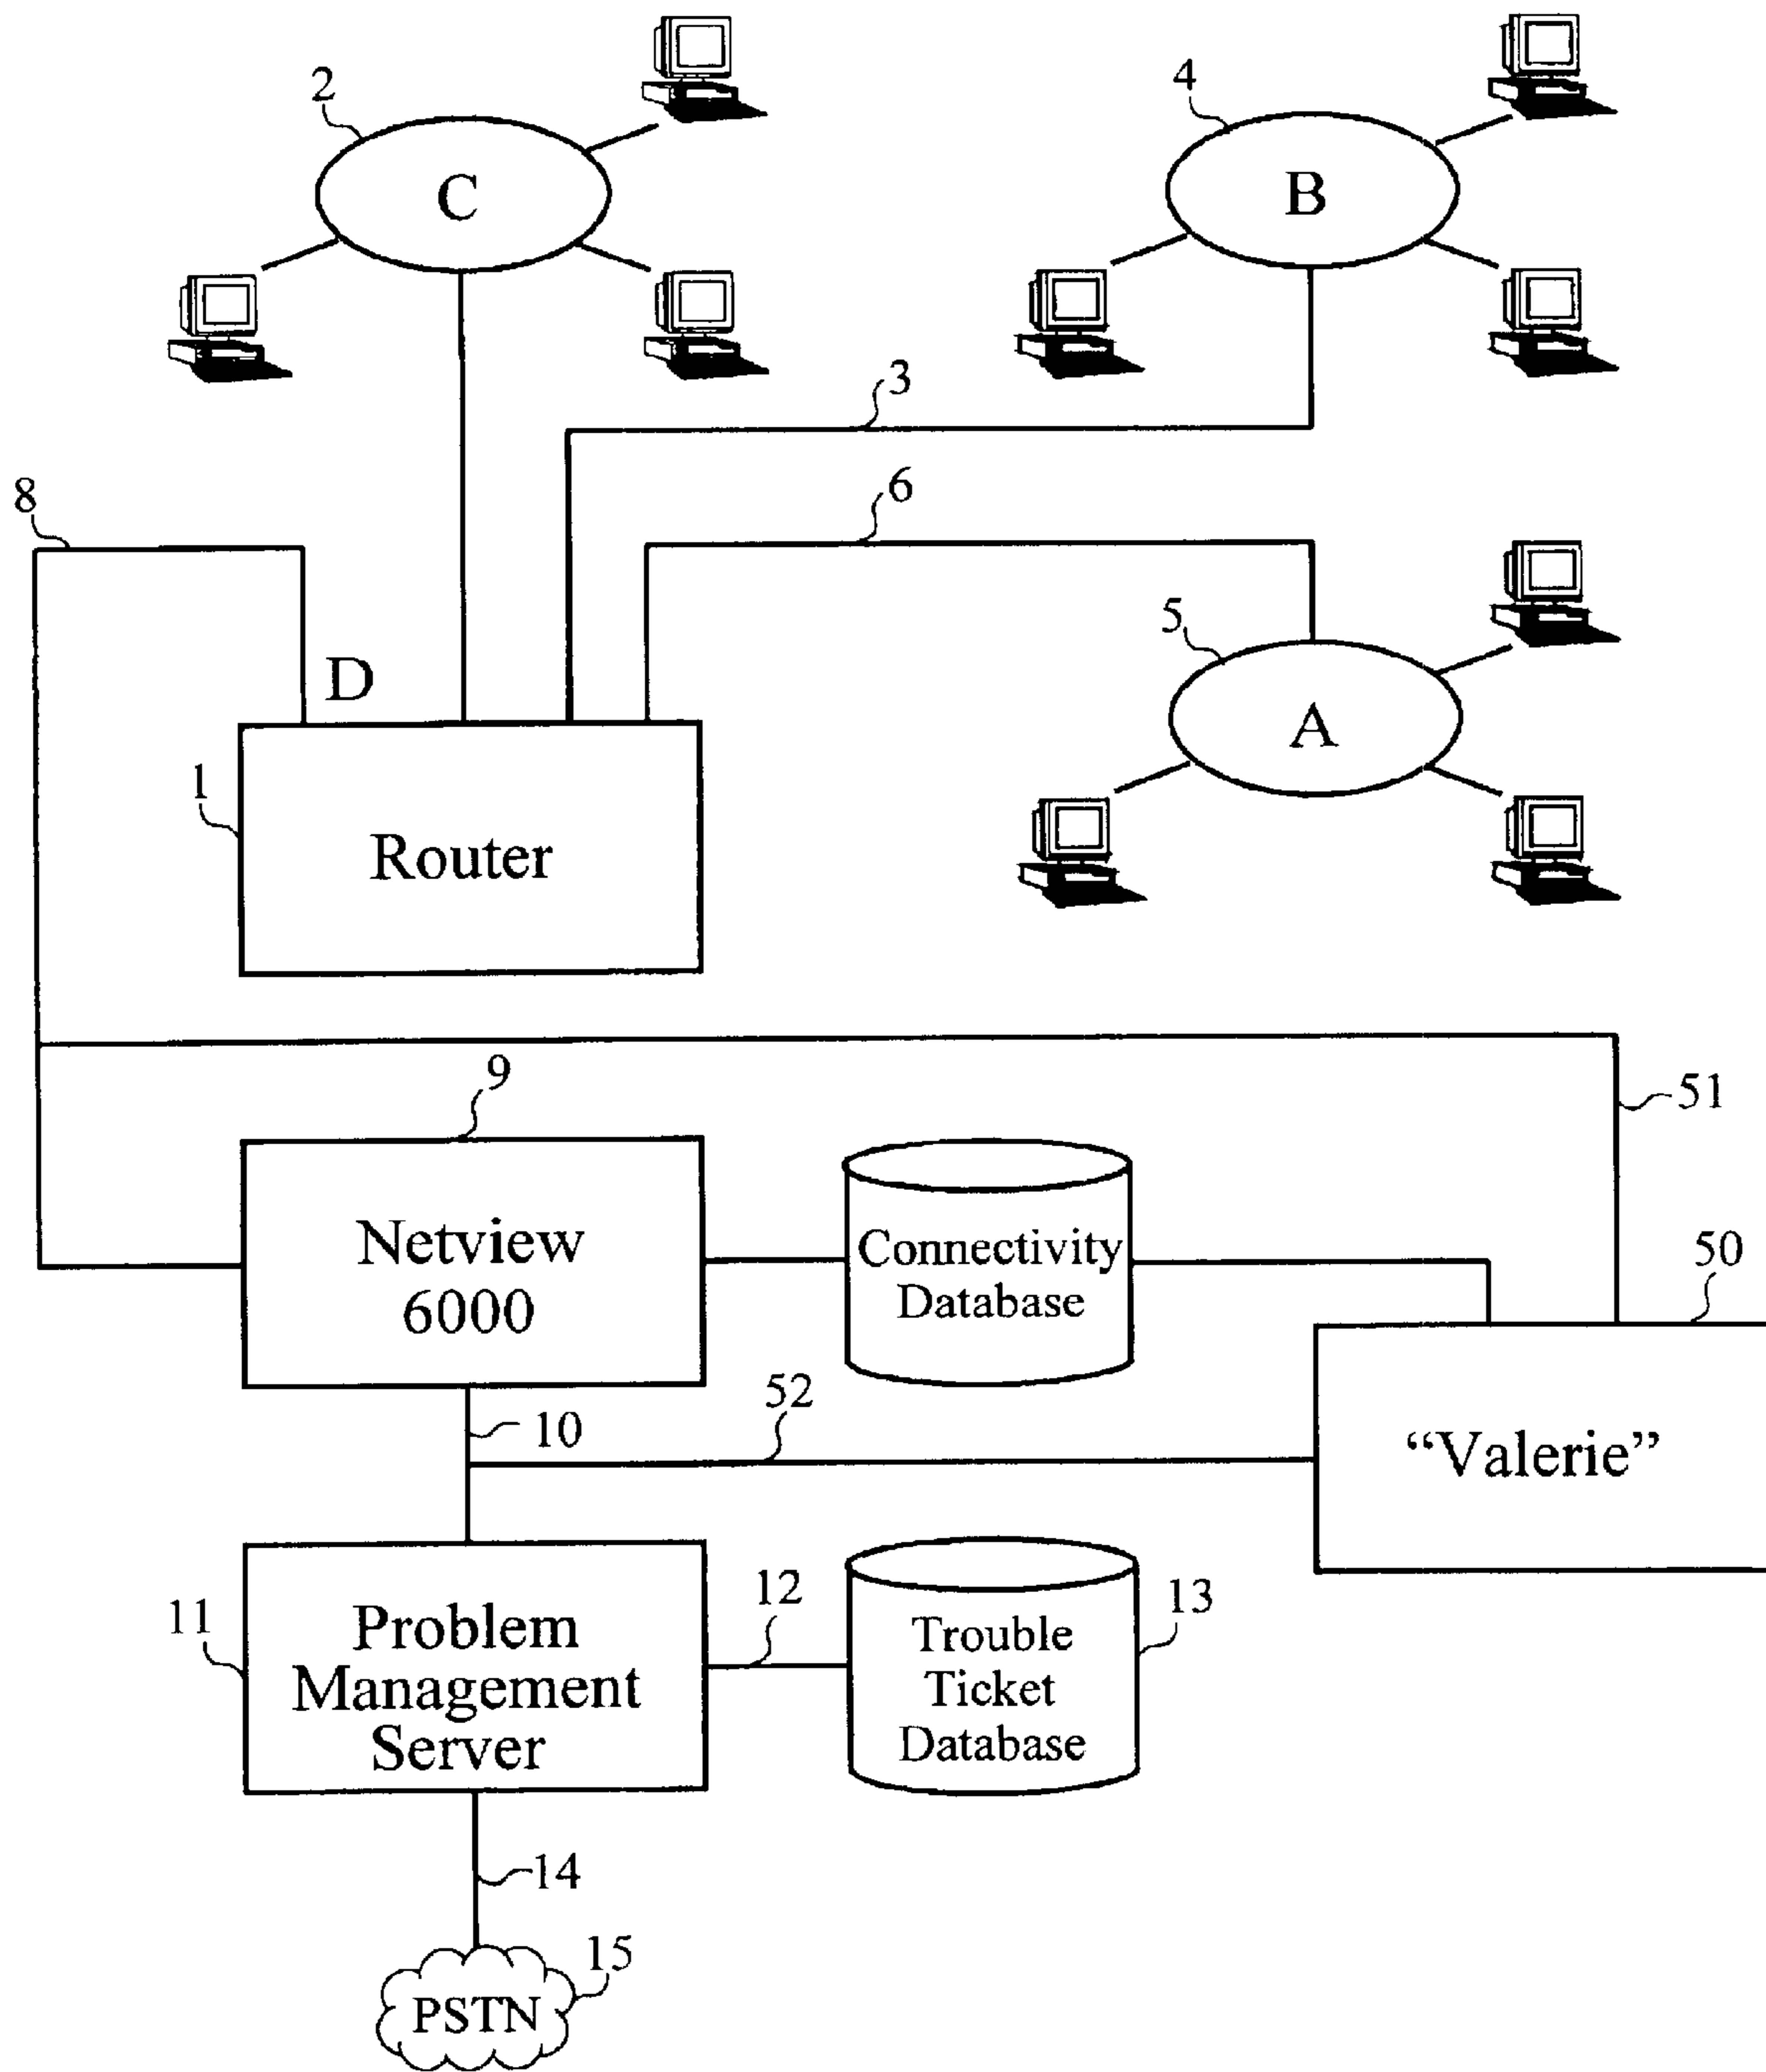 2
C
4
B
3
8
6
D
5
A
1
Router
9
51
Netview
6000
Connectivity
Database
50
10
52
“Valerie”
11
Problem
Management
Server
12
Trouble
Ticket
Database
13
14
15
PSTN